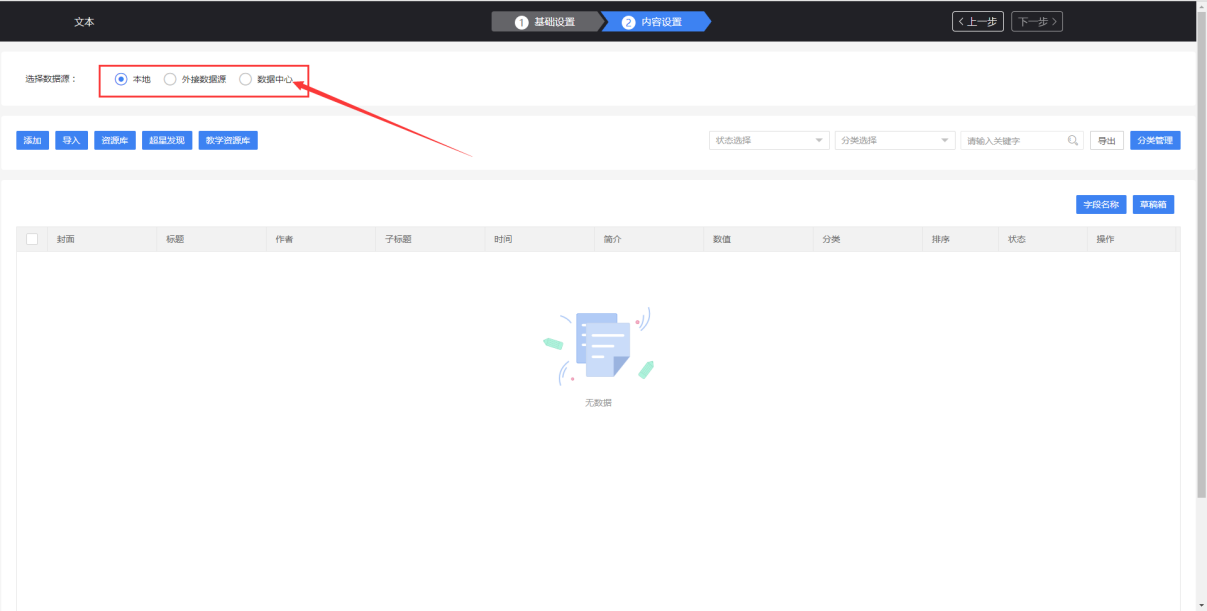 文本
1 基础设置
2 内容设置
< 上一步
下一步 >
选择数据源：
本地
外接数据源
数据中心
添加
导入
资源库
超星发现
教学资源库
状态选择
分类选择
请输入关键字
导出
分类管理
字段名称
草稿箱
封面
标题
作者
子标题
时间
简介
数值
分类
排序
状态
操作
无数据